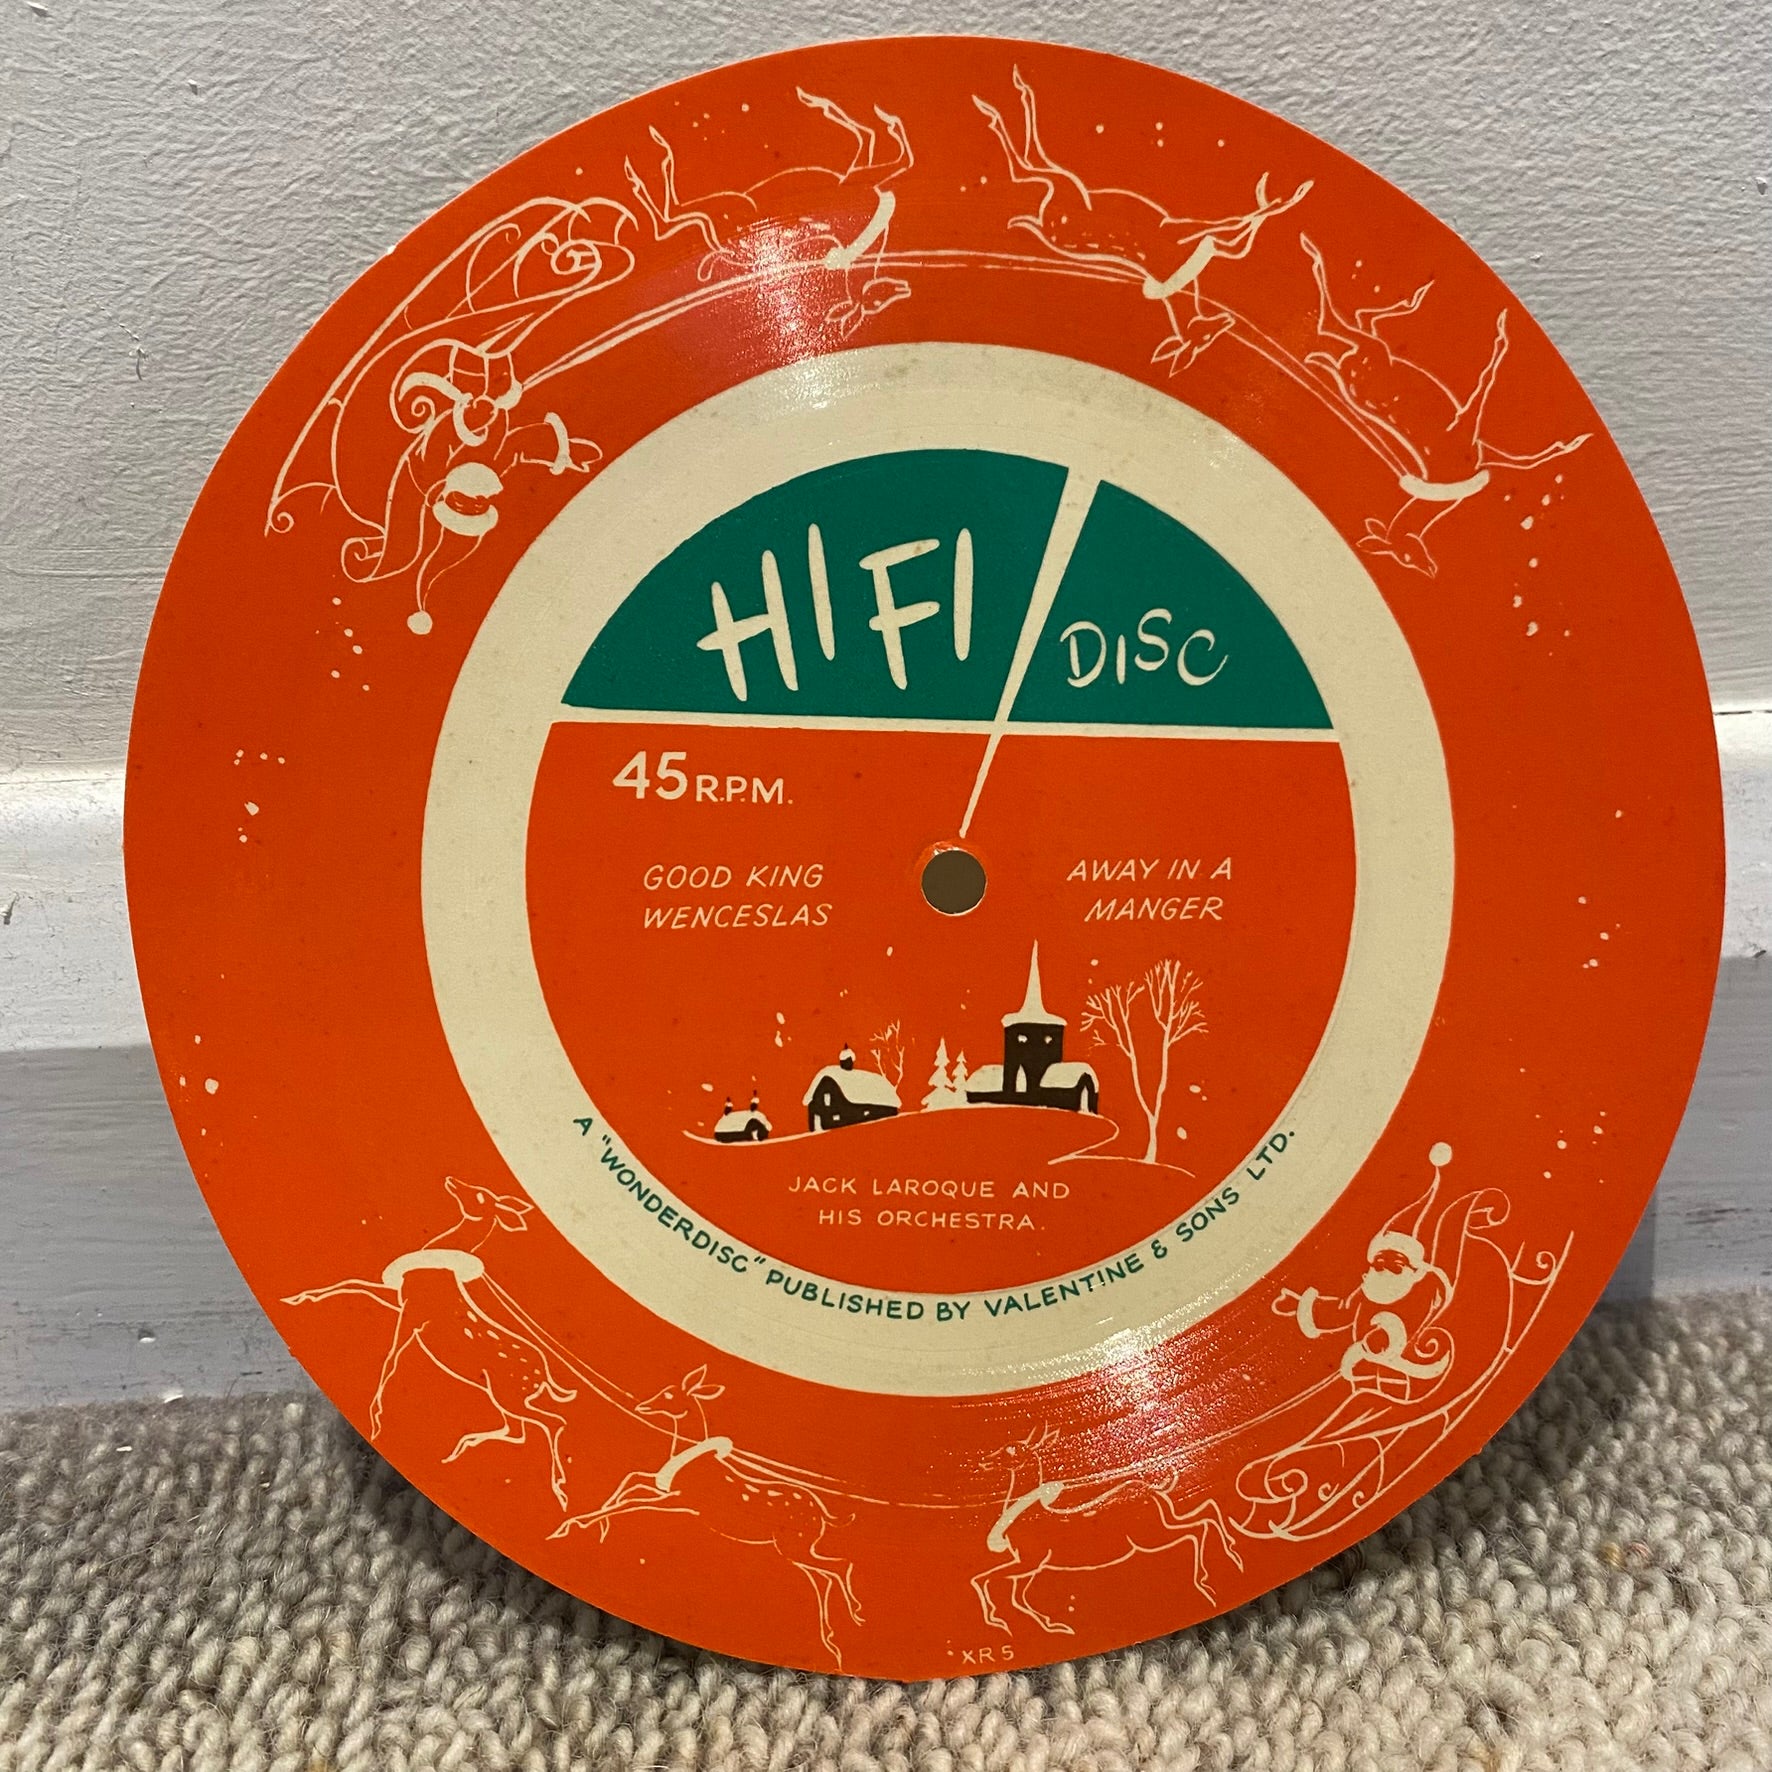 HI FI
DISC
45 R.P.M.
GOOD KING
WENCESLAS
AWAY IN A
MANGER
JACK LAROQUE AND
HIS ORCHESTRA.
A "WONDERDISC" PUBLISHED BY VALENTINE & SONS LTD.
XR5